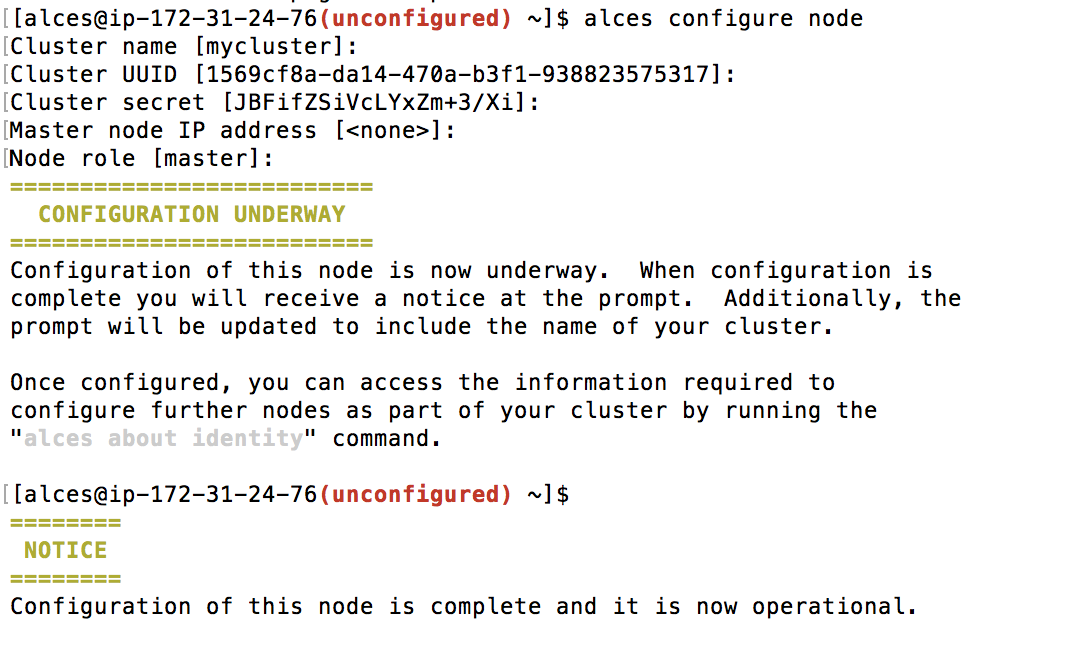 [[alces@ip-172-31-24-76(unconfigured) ~]$ alces configure node
[Cluster name [mycluster]:
[Cluster UUID [1569cf8a-da14-470a-b3f1-938823575317]:
[Cluster secret [JBFifZSiVcLYxZm+3/Xi]:
[Master node IP address [<none>]:
[Node role [master]:
==========================
CONFIGURATION UNDERWAY
==========================
Configuration of this node is now underway.  When configuration is
complete you will receive a notice at the prompt.  Additionally, the
prompt will be updated to include the name of your cluster.
Once configured, you can access the information required to
configure further nodes as part of your cluster by running the
"alces about identity" command.
[[alces@ip-172-31-24-76(unconfigured) ~]$
========
NOTICE
========
Configuration of this node is complete and it is now operational.